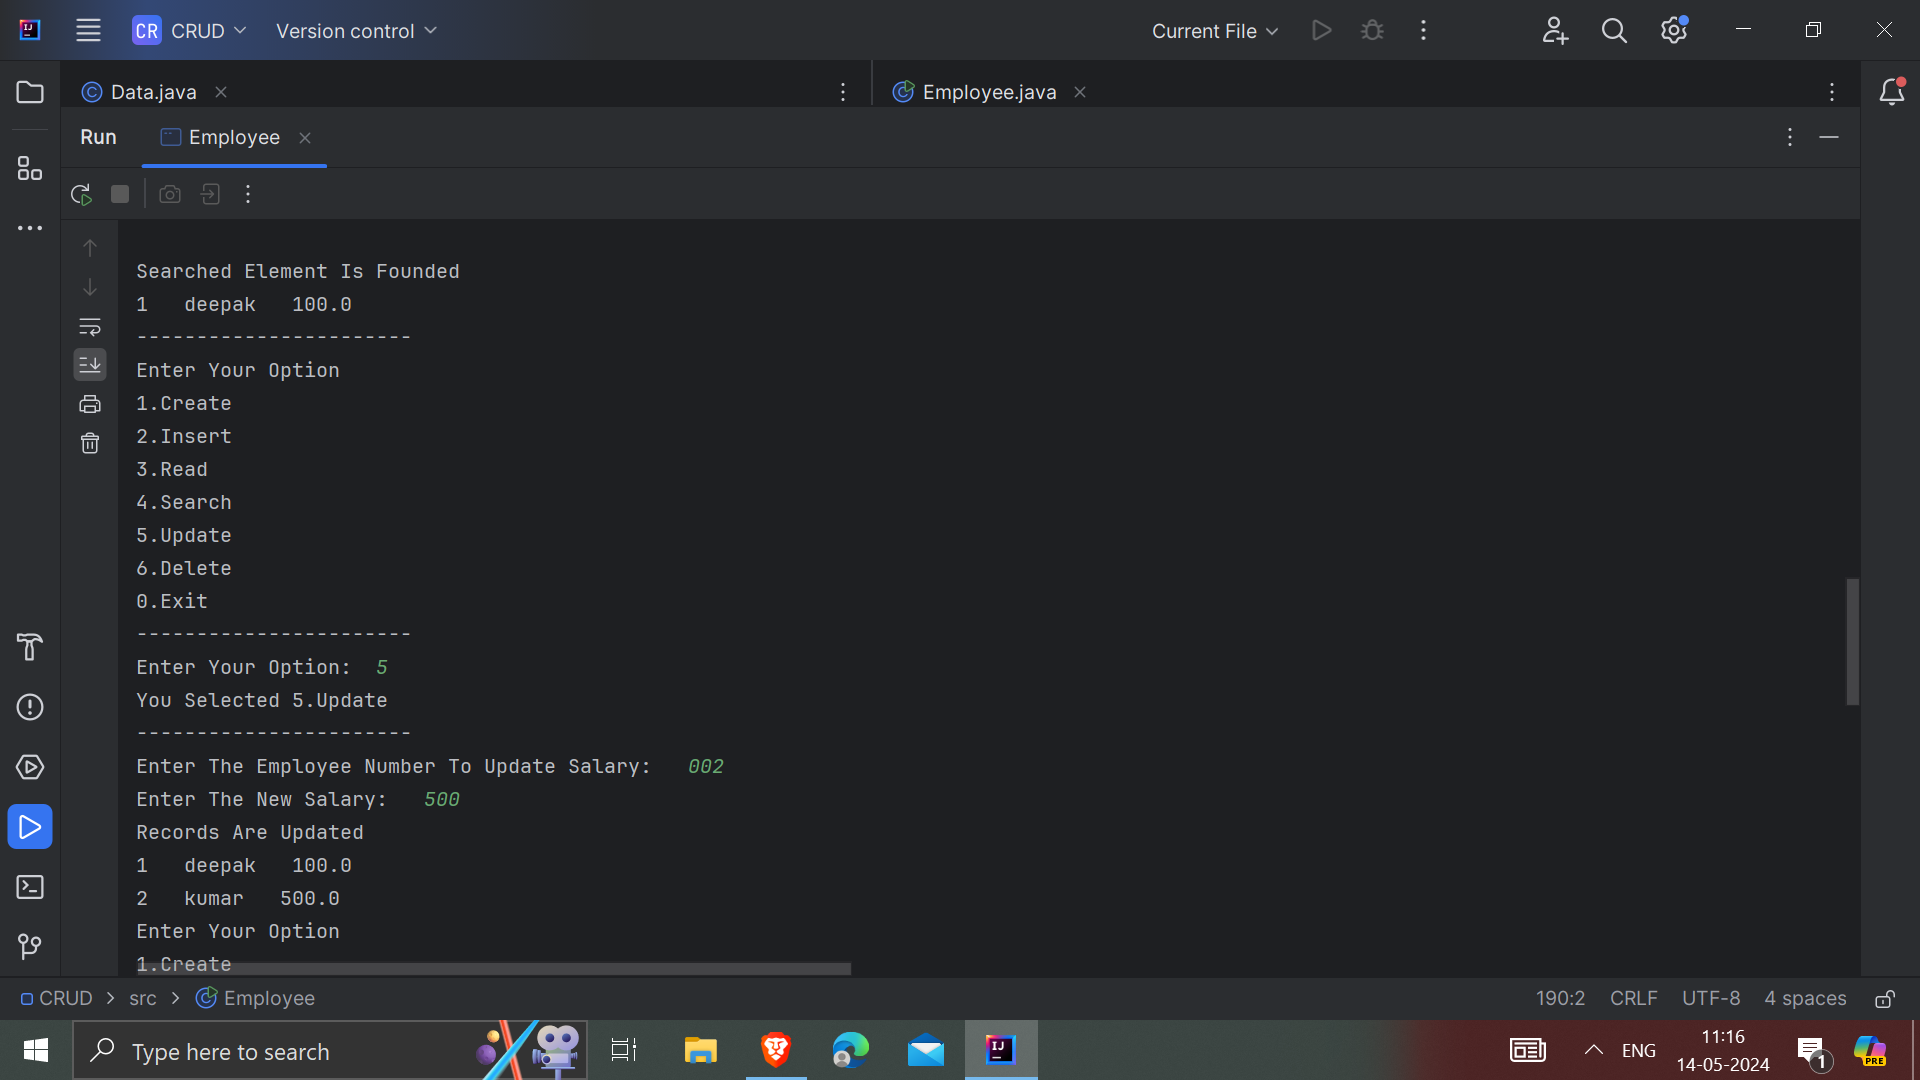 CR CRUD Version control Current File
Data.java Employee.java
Run Employee
Searched Element Is Founded
1 deepak 100.0
-----------------------
Enter Your Option
1.Create
2.Insert
3.Read
4.Search
5.Update
6.Delete
0.Exit
-----------------------
Enter Your Option: 5
You Selected 5.Update
-----------------------
Enter The Employee Number To Update Salary: 002
Enter The New Salary: 500
Records Are Updated
1 deepak 100.0
2 kumar 500.0
Enter Your Option
1.Create
CRUD > src > Employee 190:2 CRLF UTF-8 4 spaces
Type here to search ENG 11:16
14-05-2024 1 PRE